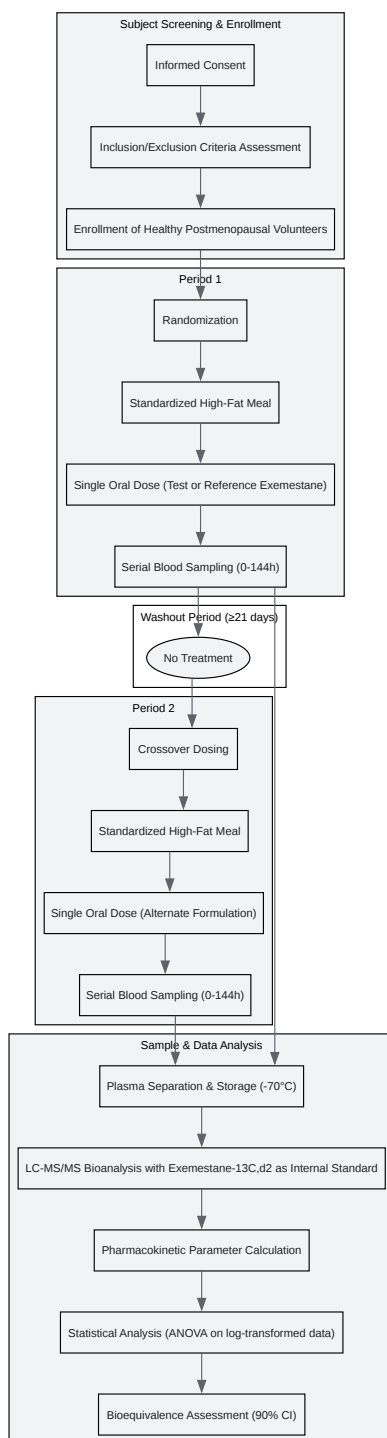 Subject Screening & Enrollment
Informed Consent
Inclusion/Exclusion Criteria Assessment
Enrollment of Healthy Postmenopausal Volunteers
Period 1
Randomization
Standardized High-Fat Meal
Single Oral Dose (Test or Reference Exemestane)
Serial Blood Sampling (0-144h)
Washout Period (≥21 days)
No Treatment
Period 2
Crossover Dosing
Standardized High-Fat Meal
Single Oral Dose (Alternate Formulation)
Serial Blood Sampling (0-144h)
Sample & Data Analysis
Plasma Separation & Storage (-70°C)
LC-MS/MS Bioanalysis with Exemestane-13C,d2 as Internal Standard
Pharmacokinetic Parameter Calculation
Statistical Analysis (ANOVA on log-transformed data)
Bioequivalence Assessment (90% CI)